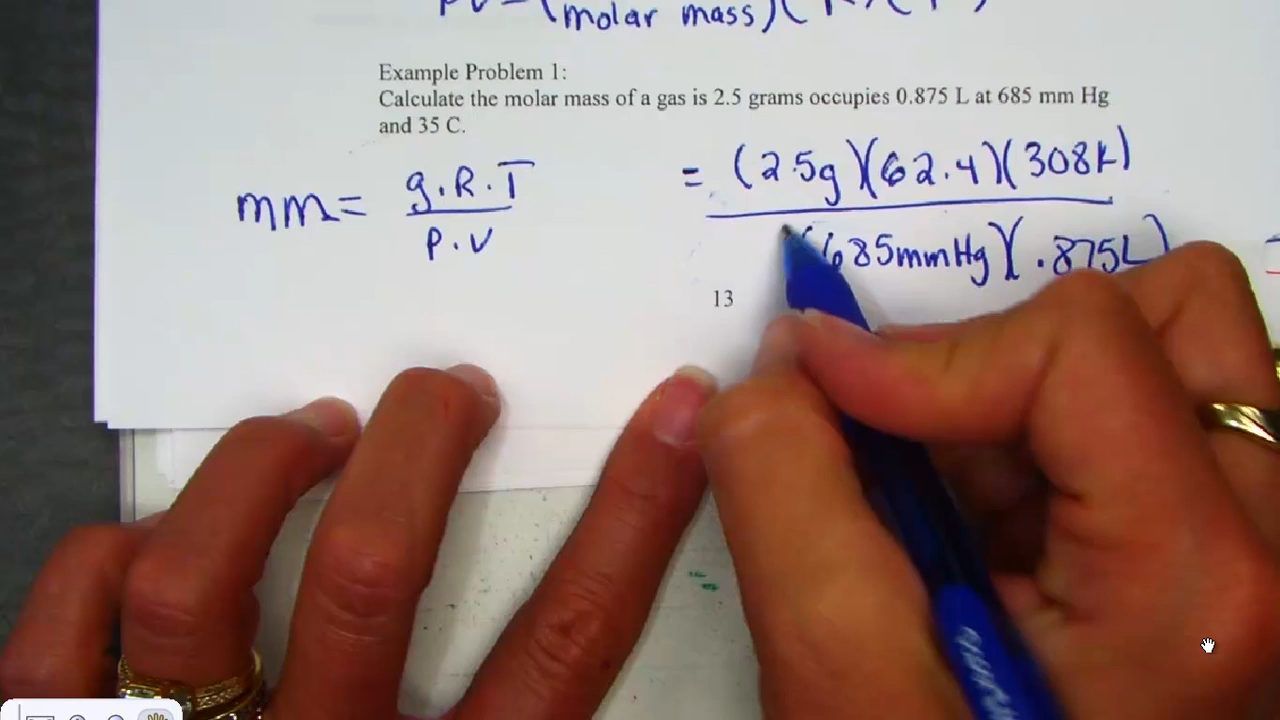 PV = (molar mass)(R)(T)
Example Problem 1:
Calculate the molar mass of a gas is 2.5 grams occupies 0.875 L at 685 mm Hg
and 35 C.
mm = g.R.T
P.V
= (2.5g)(62.4)(308K)
(685mmHg)(.875L)
13